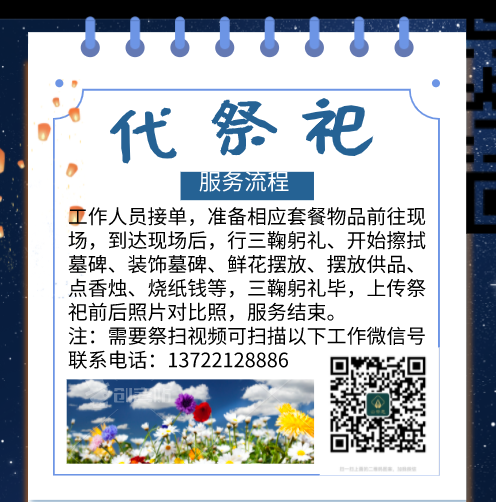 代祭祀
服务流程
工作人员接单，准备相应套餐物品前往现
场，到达现场后，行三鞠躬礼、开始擦拭
墓碑、装饰墓碑、鲜花摆放、摆放供品、
点香烛、烧纸钱等，三鞠躬礼毕，上传祭
祀前后照片对比照，服务结束。
注：需要祭扫视频可扫描以下工作微信号
联系电话：13722128886